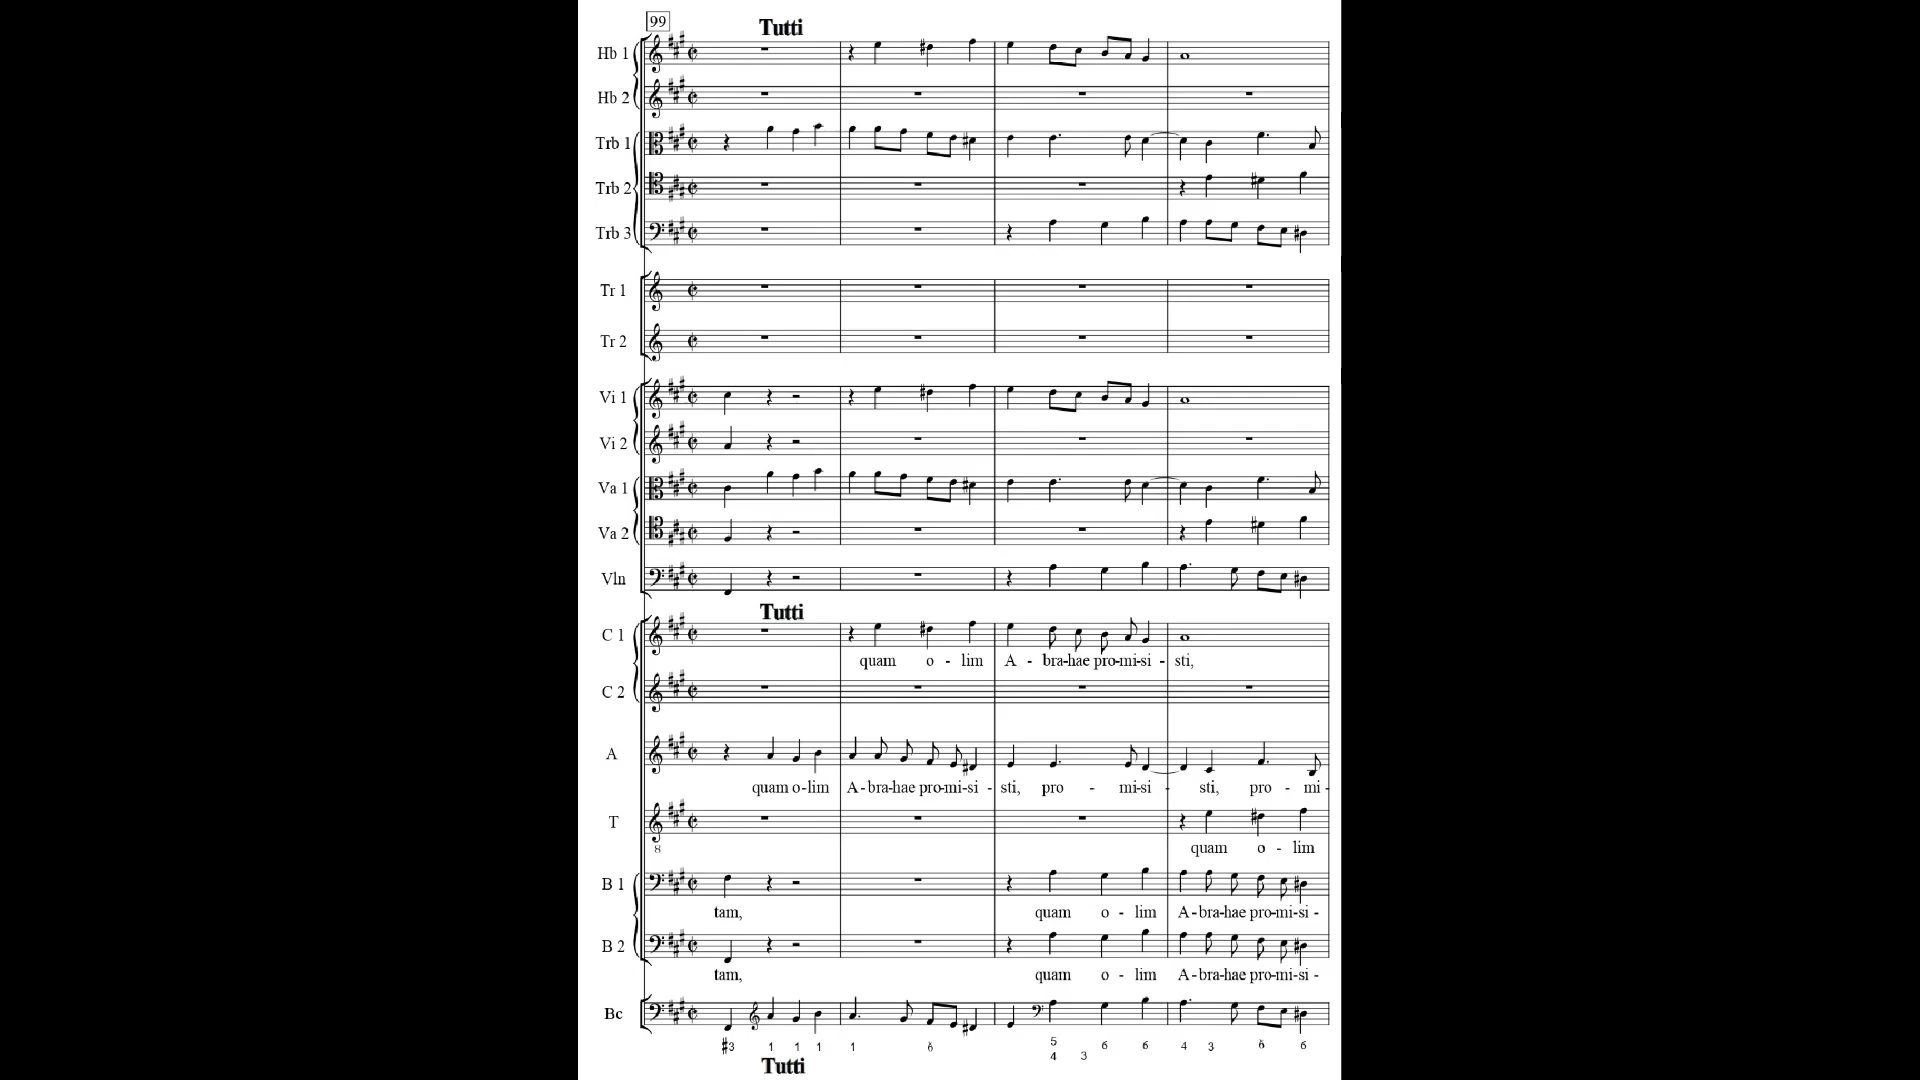 99
Tutti
Hb 1
Hb 2
Trb 1
Trb 2
Trb 3
Tr 1
Tr 2
Vi 1
Vi 2
Va 1
Va 2
Vln
Tutti
C 1
quam o - lim A - bra-hae pro-mi-si - sti,
C 2
A
quam o-lim A-bra-hae pro-mi-si - sti, pro - mi-si - sti, pro - mi -
T
8
quam o - lim
B 1
tam, quam o - lim A-bra-hae pro-mi-si -
B 2
tam, quam o - lim A-bra-hae pro-mi-si -
Bc
♯3 1 1 1 1 6 5 6 6 4 3 6 6
4 3
Tutti